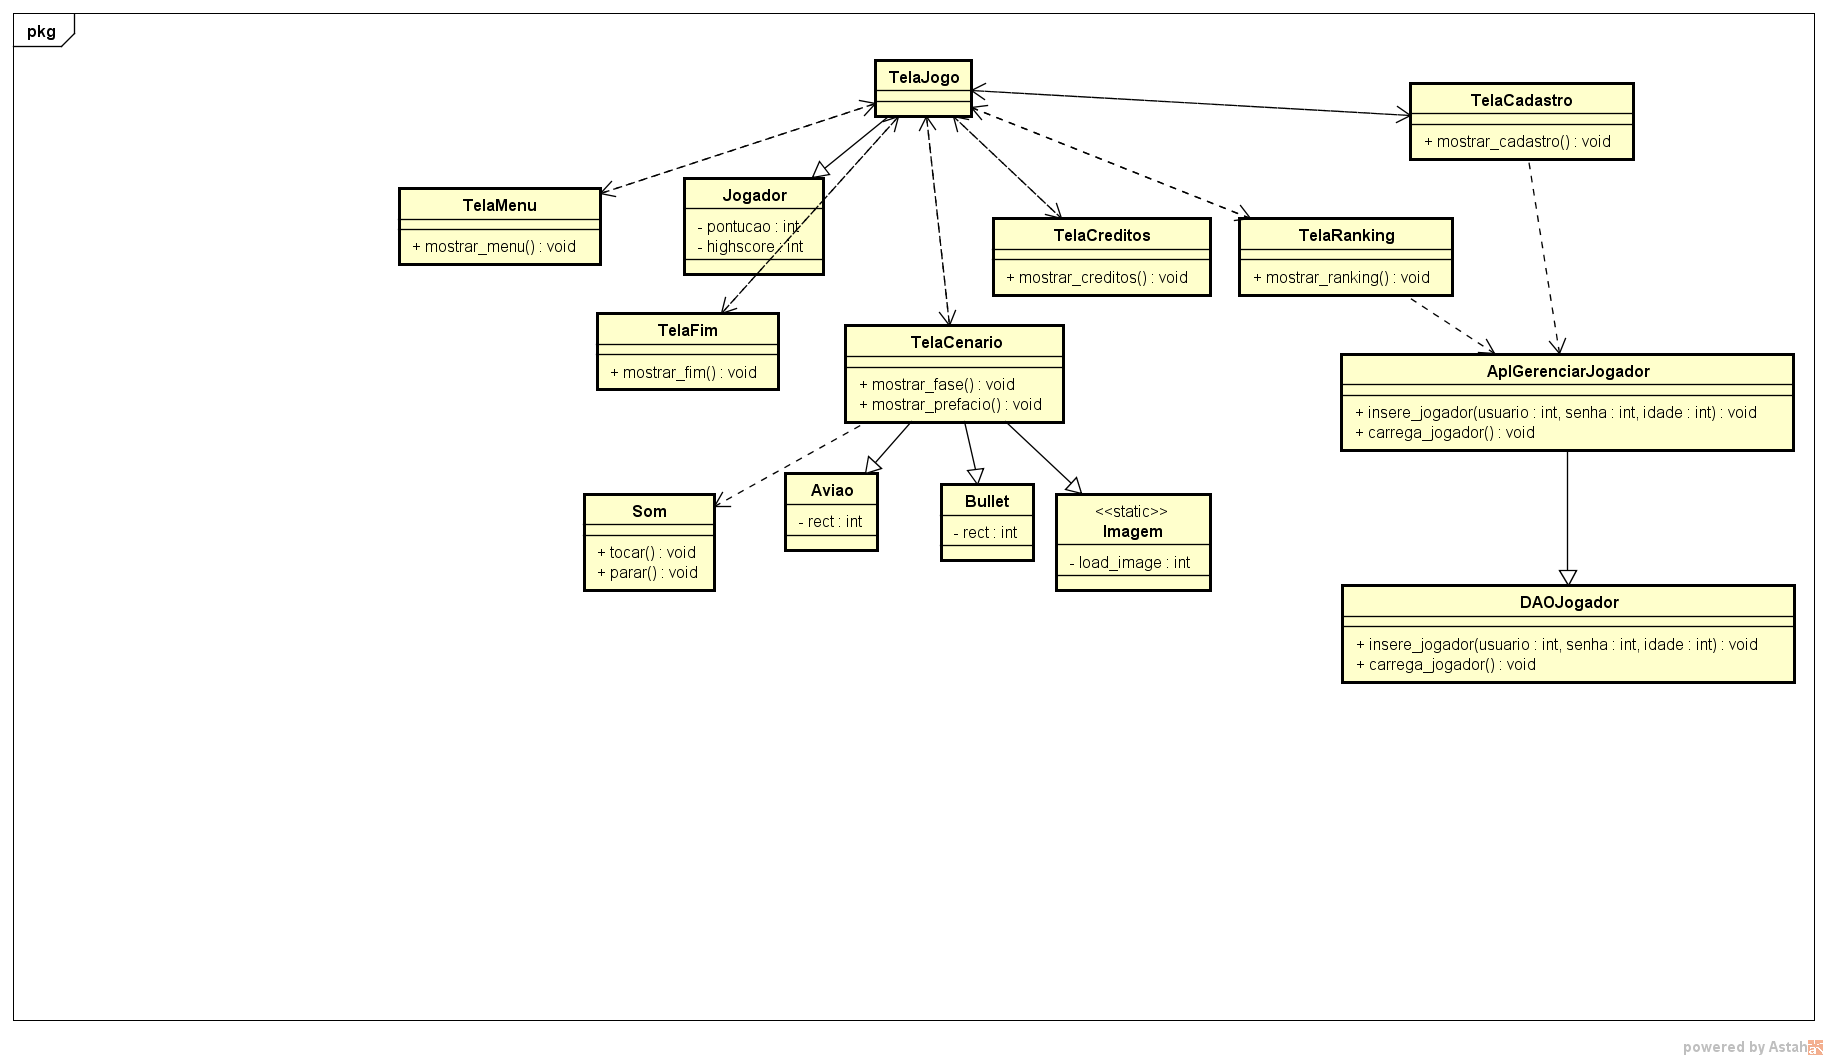 pkg
TelaJogo
TelaCadastro
+ mostrar_cadastro() : void
TelaMenu
+ mostrar_menu() : void
Jogador
- pontucao : int
- highscore : int
TelaCreditos
+ mostrar_creditos() : void
TelaRanking
+ mostrar_ranking() : void
TelaFim
+ mostrar_fim() : void
TelaCenario
+ mostrar_fase() : void
+ mostrar_prefacio() : void
AplGerenciarJogador
+ insere_jogador(usuario : int, senha : int, idade : int) : void
+ carrega_jogador() : void
Som
+ tocar() : void
+ parar() : void
Aviao
- rect : int
Bullet
- rect : int
<<static>>
Imagem
- load_image : int
DAOJogador
+ insere_jogador(usuario : int, senha : int, idade : int) : void
+ carrega_jogador() : void
powered by Astah